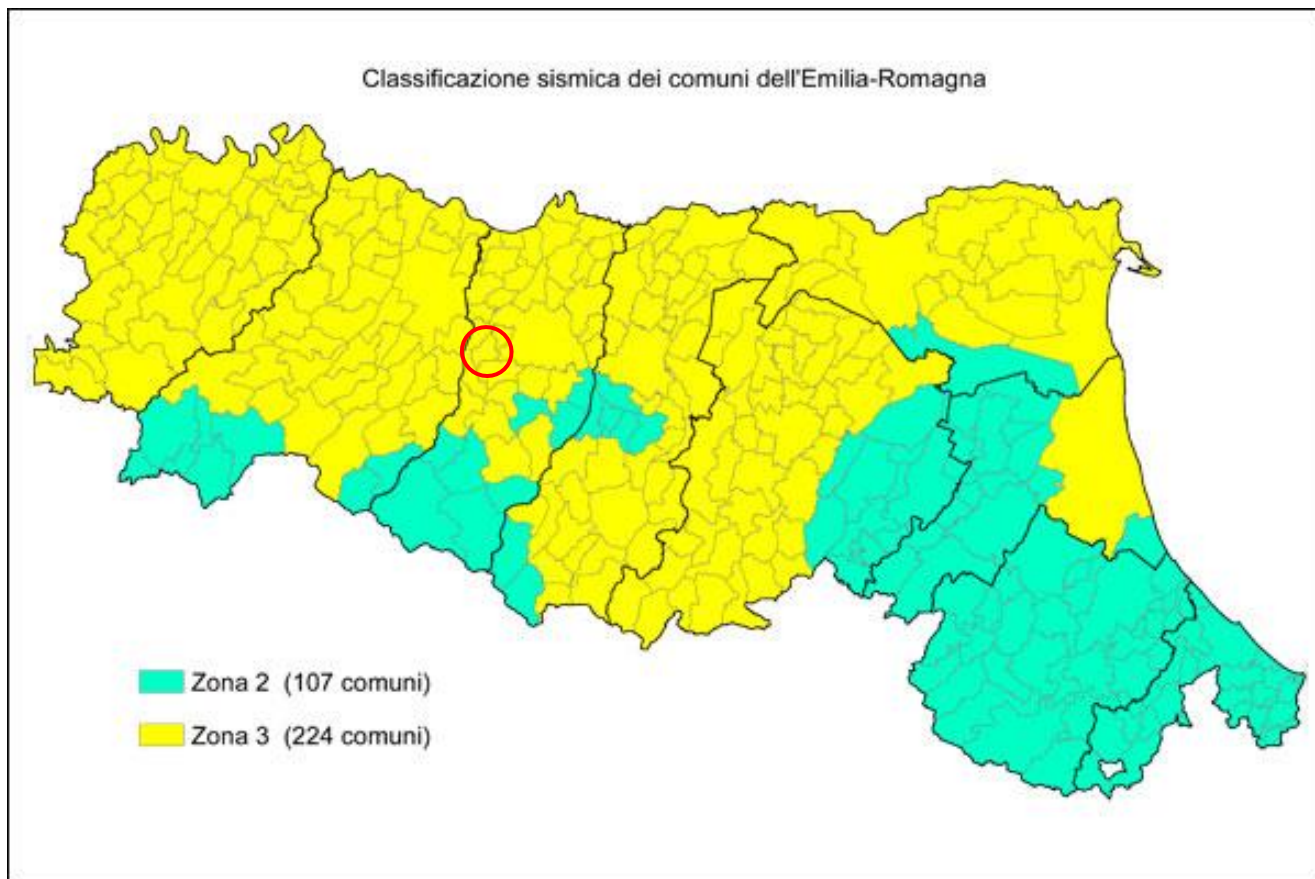 Classificazione sismica dei comuni dell'Emilia-Romagna
Zona 2 (107 comuni)
Zona 3 (224 comuni)